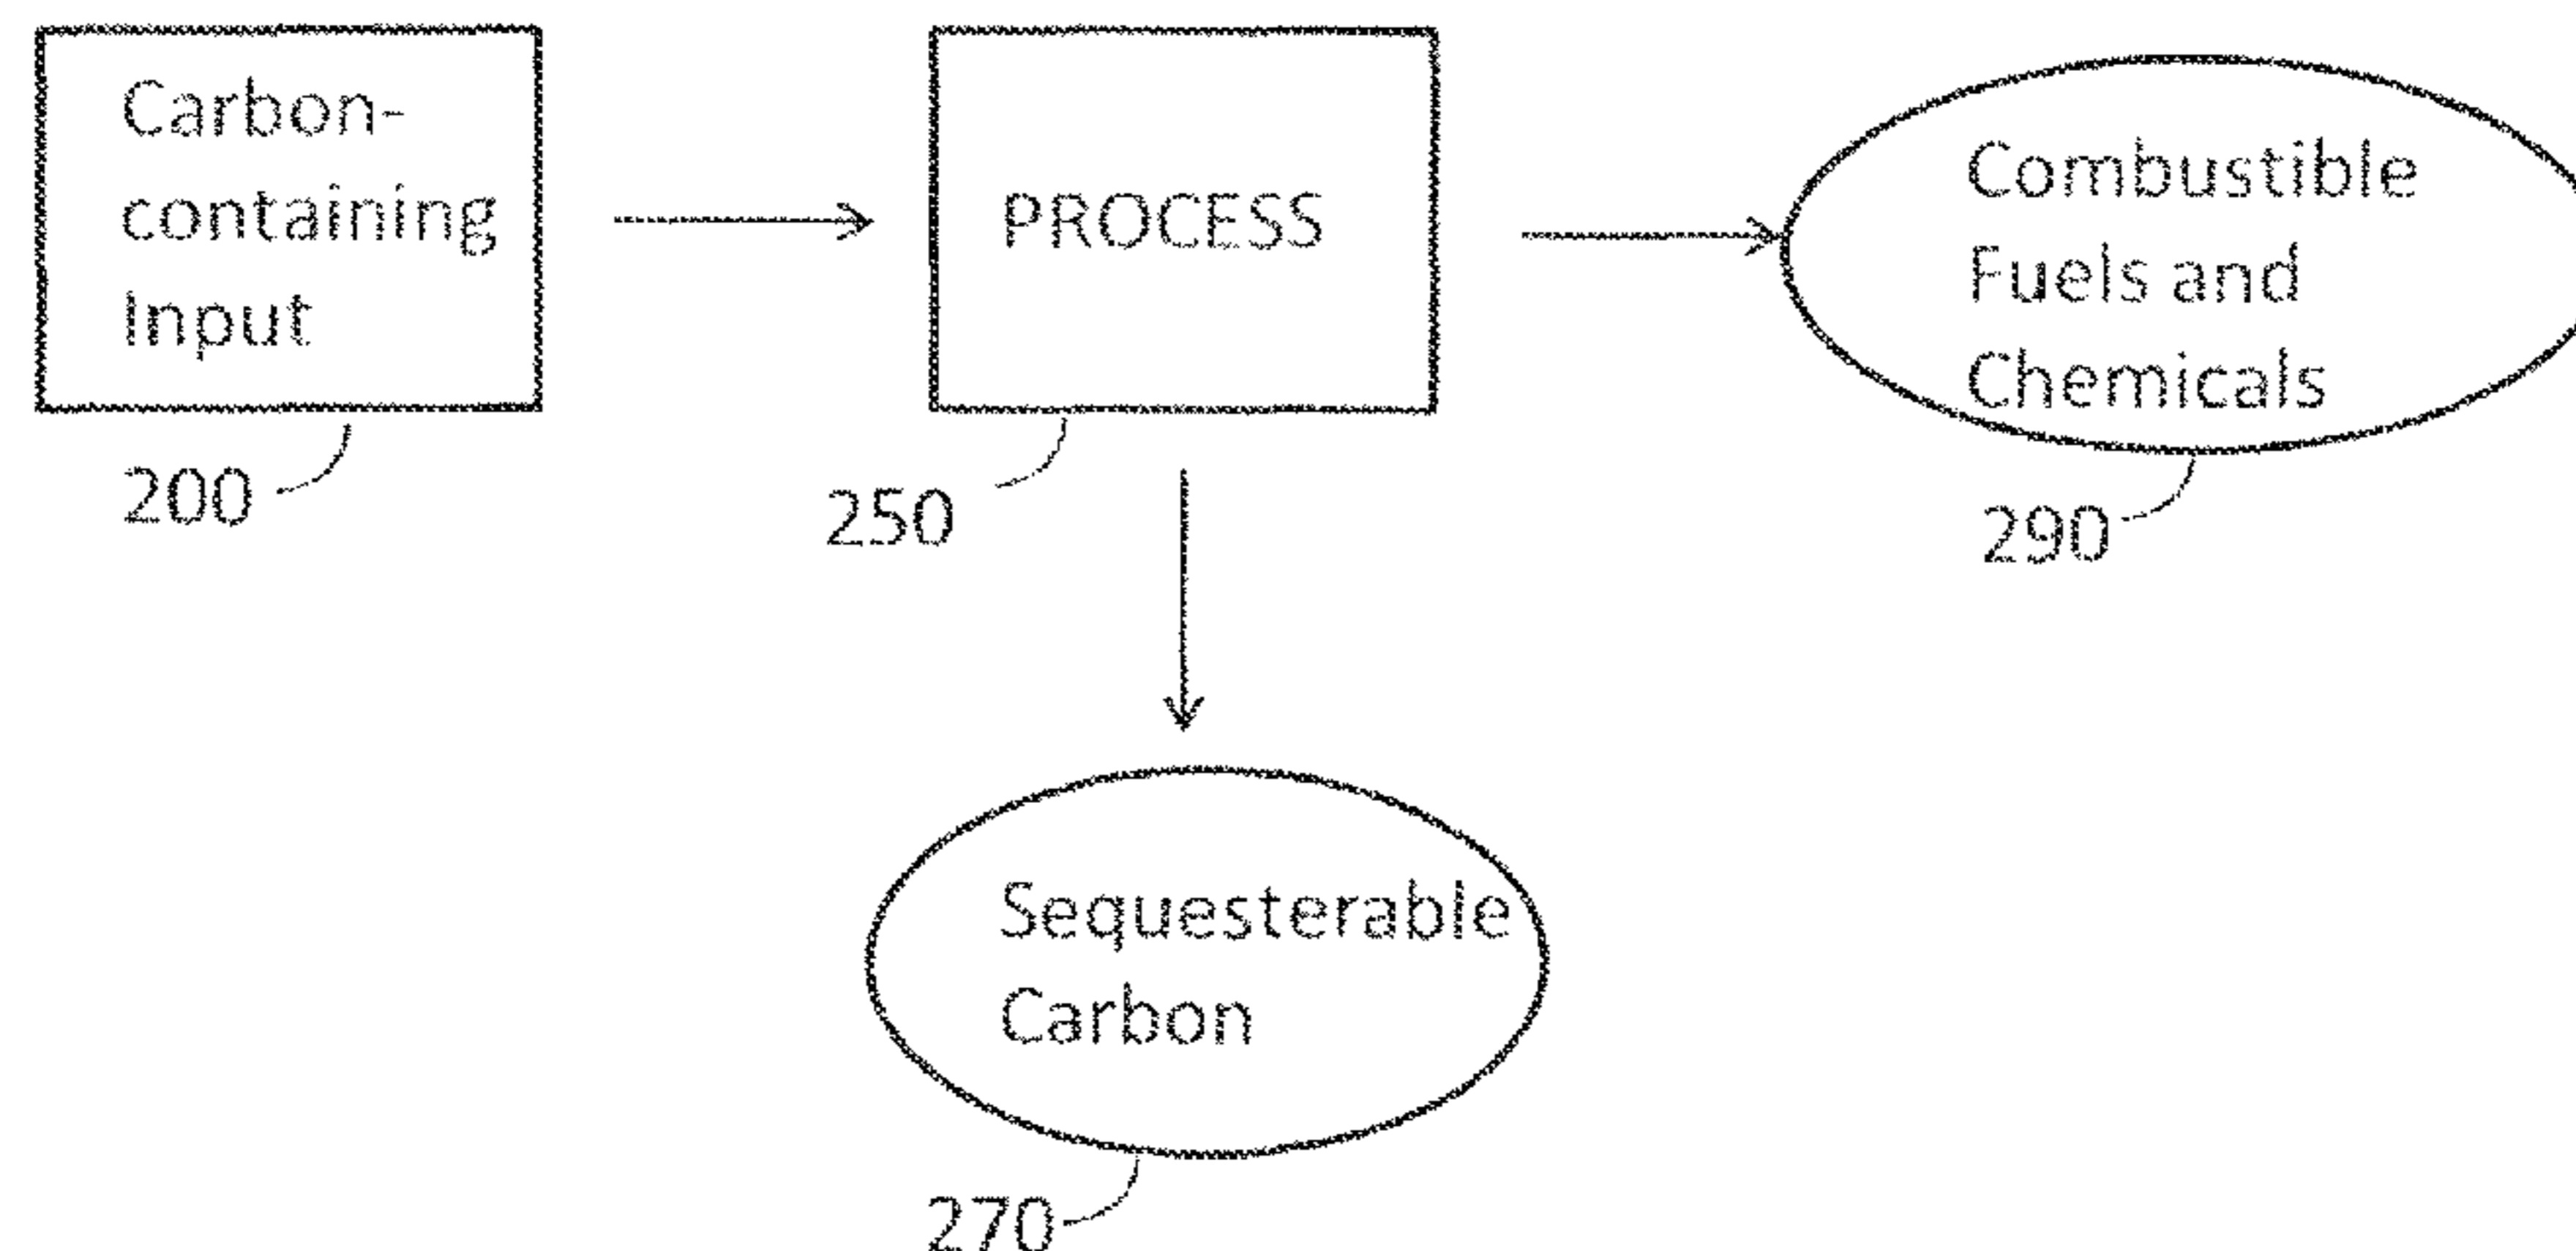 Carbon-
containing
Input
200
PROCESS
250
Combustible
Fuels and
Chemicals
290
Sequesterable
Carbon
270